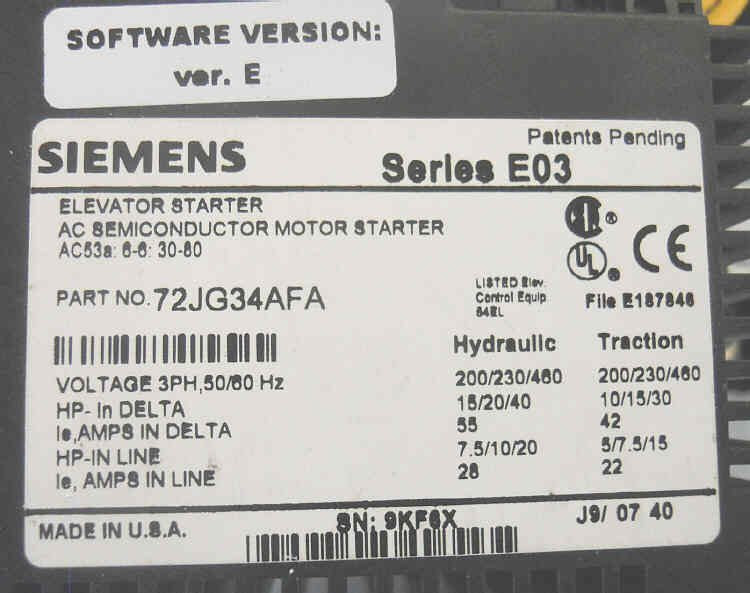 SOFTWARE VERSION:
ver. E
Patents Pending
SIEMENS
Series E03
ELEVATOR STARTER
AC SEMICONDUCTOR MOTOR STARTER
AC53a: 6-6: 30-60
PART NO. 72JG34AFA
LISTED Elev.
Control Equip
64EL
File E187846
Hydraulic Traction
VOLTAGE 3PH,50/60 Hz 200/230/460 200/230/460
HP- In DELTA 15/20/40 10/15/30
Ie,AMPS IN DELTA 55 42
HP-IN LINE 7.5/10/20 5/7.5/15
Ie, AMPS IN LINE 28 22
MADE IN U.S.A.
SN: 9KF6X
J9/ 07 40